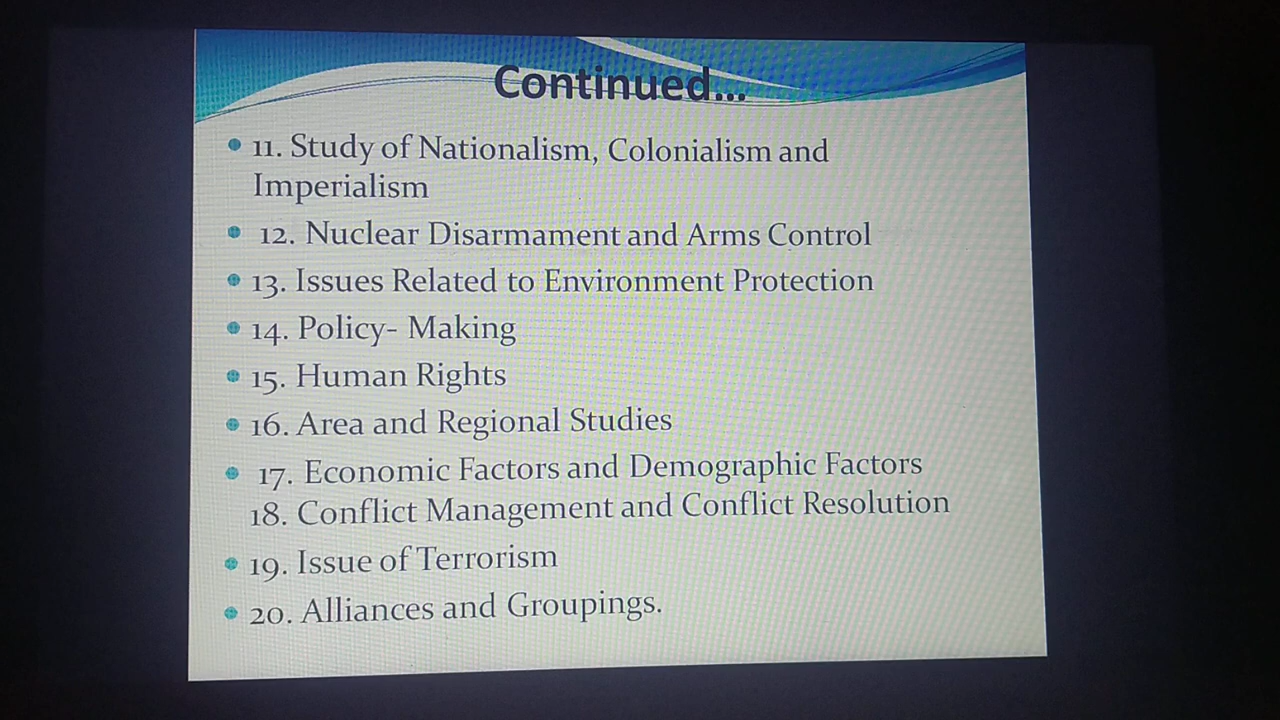 Continued...
• 11. Study of Nationalism, Colonialism and
Imperialism
• 12. Nuclear Disarmament and Arms Control
• 13. Issues Related to Environment Protection
• 14. Policy- Making
• 15. Human Rights
• 16. Area and Regional Studies
• 17. Economic Factors and Demographic Factors
18. Conflict Management and Conflict Resolution
• 19. Issue of Terrorism
• 20. Alliances and Groupings.